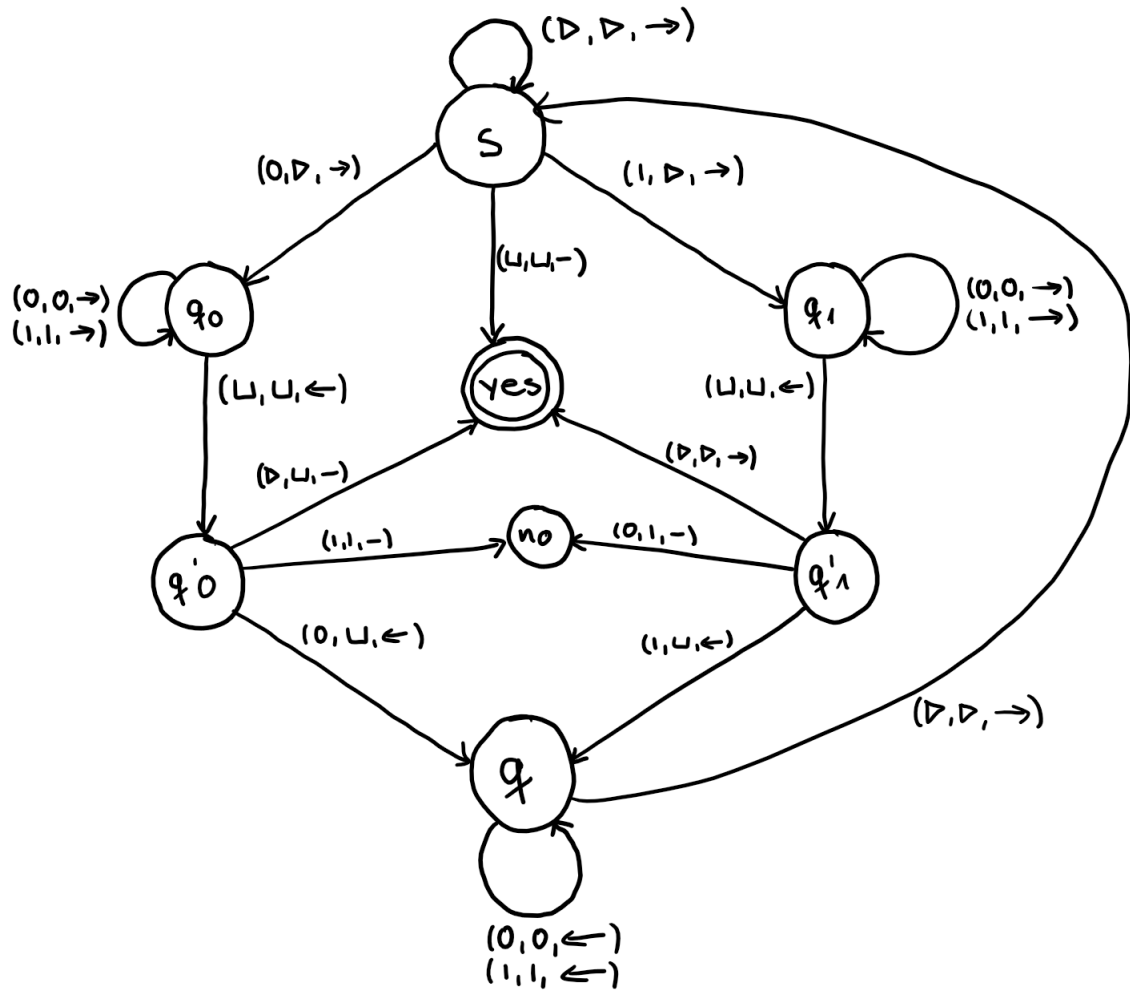 (▷, ▷, →)
s
(0, ▷, →)
(1, ▷, →)
(⊔, ⊔, -)
q₀
(0, 0, →)
(1, 1, →)
q₁
(0, 0, →)
(1, 1, →)
yes
(⊔, ⊔, ←)
(⊔, ⊔, ←)
(▷, ⊔, -)
(▷, ▷, →)
(1, 1, -)
no
(0, 1, -)
q'0
q'1
(0, ⊔, ←)
(1, ⊔, ←)
(▷, ▷, →)
q
(0, 0, ←)
(1, 1, ←)